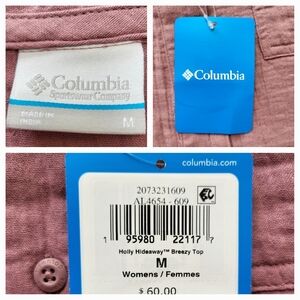 Columbia
Sportswear Company
MADE IN
INDIA
M
Columbia
columbia.com
2073231609
AL4654 - 609
1 95980 22117 7
Holly Hideaway™ Breezy Top
M
Womens / Femmes
$ 60.00